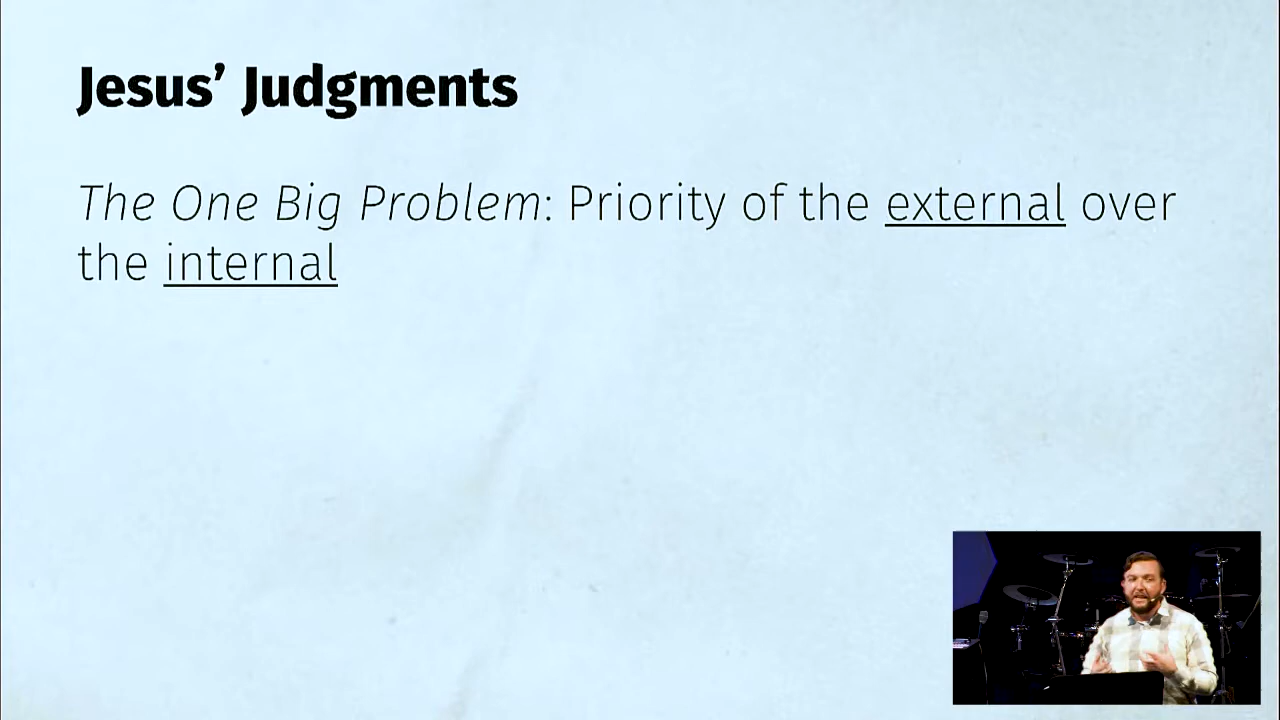 Jesus’ Judgments
The One Big Problem: Priority of the external over
the internal